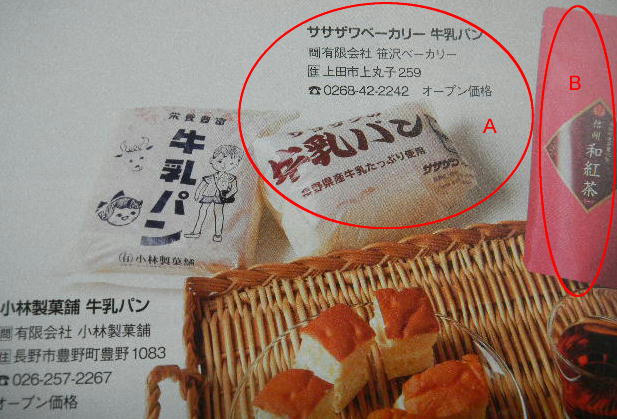 ササザワベーカリー 牛乳パン
問有限会社 笹沢ベーカリー
住上田市上丸子259
☎0268-42-2242 オープン価格
A
B
栄養豊富
牛乳パン
(有)小林製菓舗
牛乳パン
長野県産牛乳たっぷり使用
ササザワ
信州
和紅茶
小林製菓舗 牛乳パン
問有限会社 小林製菓舗
住長野市豊野町豊野1083
☎026-257-2267
オープン価格